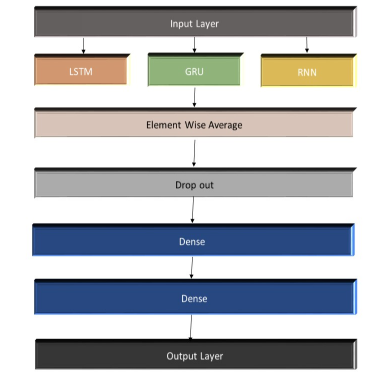 Input Layer
LSTM GRU RNN
Element Wise Average
Drop out
Dense
Dense
Output Layer